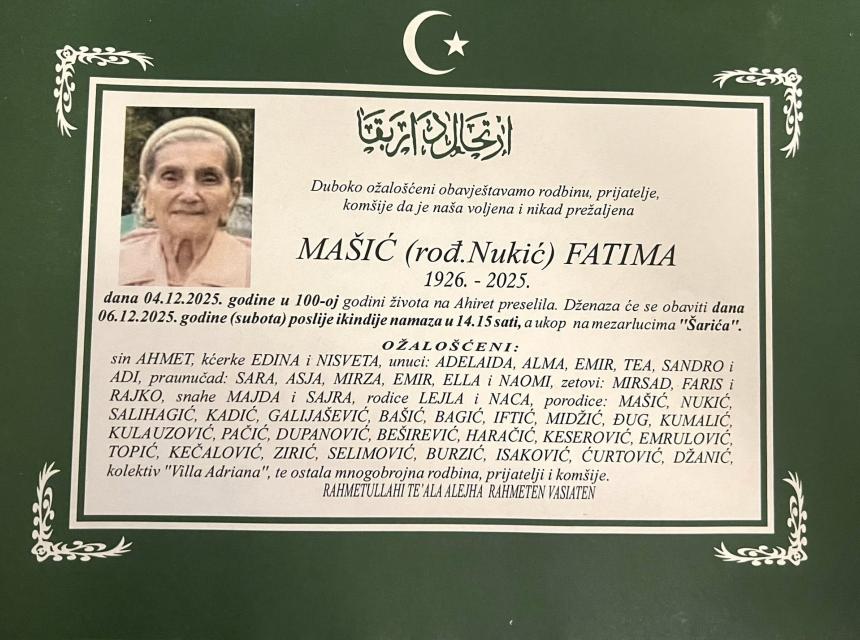 ارتحال دار بقا
Duboko ožalošćeni obavještavamo rodbinu, prijatelje,
komšije da je naša voljena i nikad prežaljena
MAŠIĆ (rođ.Nukić) FATIMA
1926. - 2025.
dana 04.12.2025. godine u 100-oj godini života na Ahiret preselila. Dženaza će se obaviti dana
06.12.2025. godine (subota) poslije ikindije namaza u 14.15 sati, a ukop na mezarlucima "Šarića".
OŽALOŠĆENI:
sin AHMET, kćerke EDINA i NISVETA, unuci: ADELAIDA, ALMA, EMIR, TEA, SANDRO i
ADI, praunučad: SARA, ASJA, MIRZA, EMIR, ELLA i NAOMI, zetovi: MIRSAD, FARIS i
RAJKO, snahe MAJDA i SAJRA, rodice LEJLA i NACA, porodice: MAŠIĆ, NUKIĆ,
SALIHAGIĆ, KADIĆ, GALIJAŠEVIĆ, BAŠIĆ, BAGIĆ, IFTIĆ, MIDŽIĆ, ĐUG, KUMALIĆ,
KULAUZOVIĆ, PAČIĆ, DUPANOVIĆ, BEŠIREVIĆ, HARAČIĆ, KESEROVIĆ, EMRULOVIĆ,
TOPIĆ, KEČALOVIĆ, ZIRIĆ, SELIMOVIĆ, BURZIĆ, ISAKOVIĆ, ĆURTOVIĆ, DŽANIĆ,
kolektiv "Villa Adriana", te ostala mnogobrojna rodbina, prijatelji i komšije.
RAHMETULLAHI TE'ALA ALEJHA RAHMETEN VASIATEN